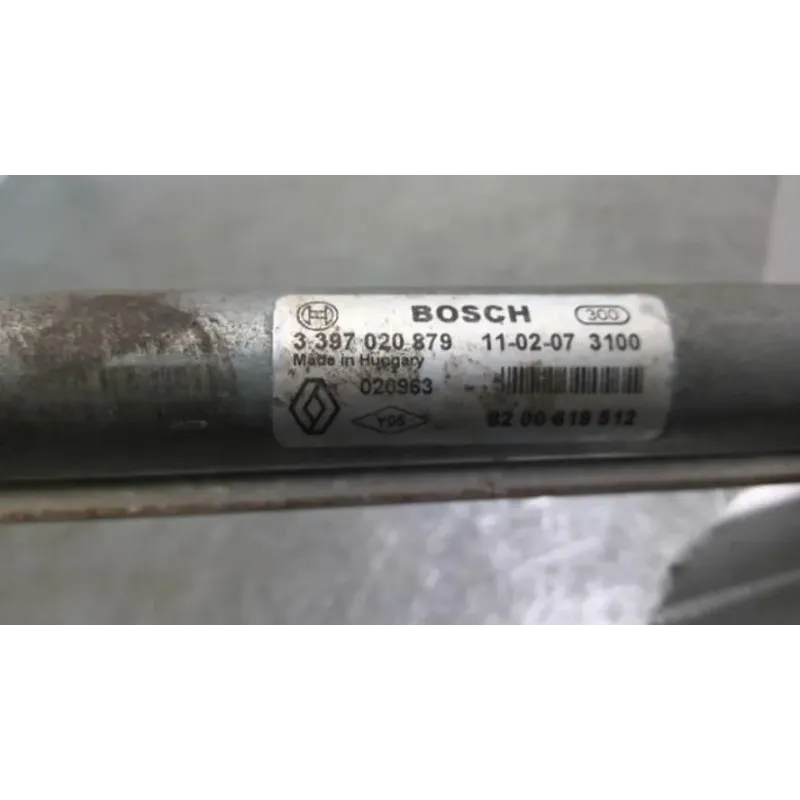 BOSCH 300
3 397 020 879 11-02-07 3100
Made in Hungary
020963
Y05 82 00 619 512